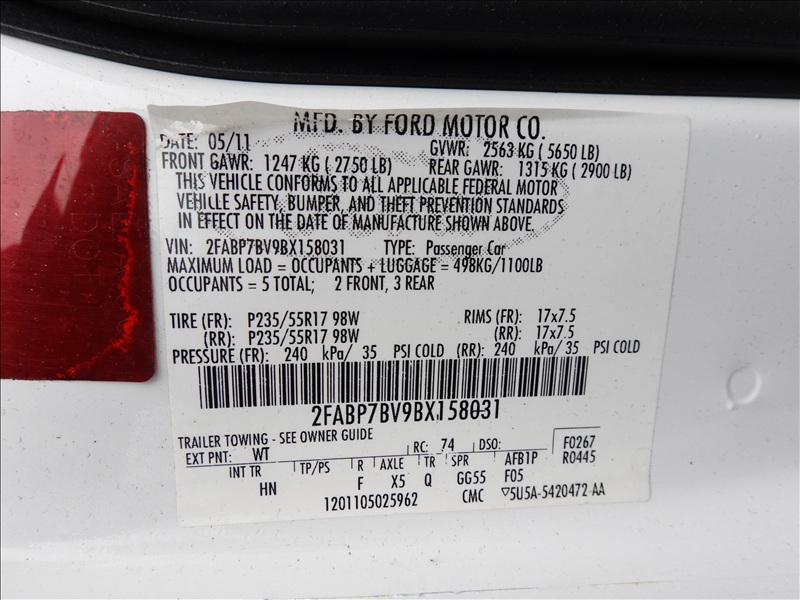 MFD. BY FORD MOTOR CO.
DATE: 05/11 GVWR: 2563 KG ( 5650 LB)
FRONT GAWR: 1247 KG ( 2750 LB) REAR GAWR: 1315 KG ( 2900 LB)
THIS VEHICLE CONFORMS TO ALL APPLICABLE FEDERAL MOTOR
VEHICLE SAFETY, BUMPER, AND THEFT PREVENTION STANDARDS
IN EFFECT ON THE DATE OF MANUFACTURE SHOWN ABOVE.
VIN: 2FABP7BV9BX158031 TYPE: Passenger Car
MAXIMUM LOAD = OCCUPANTS + LUGGAGE = 498KG/1100LB
OCCUPANTS = 5 TOTAL; 2 FRONT, 3 REAR
TIRE (FR): P235/55R17 98W RIMS (FR): 17x7.5
(RR): P235/55R17 98W (RR): 17x7.5
PRESSURE (FR): 240 kPa/ 35 PSI COLD (RR): 240 kPa/ 35 PSI COLD
2FABP7BV9BX158031
TRAILER TOWING - SEE OWNER GUIDE
EXT PNT: WT RC: 74 DSO: F0267
R0445
INT TR TP/PS R AXLE TR SPR AFB1P
HN F X5 Q GG55 F05
1201105025962 CMC ▽5U5A-5420472 AA